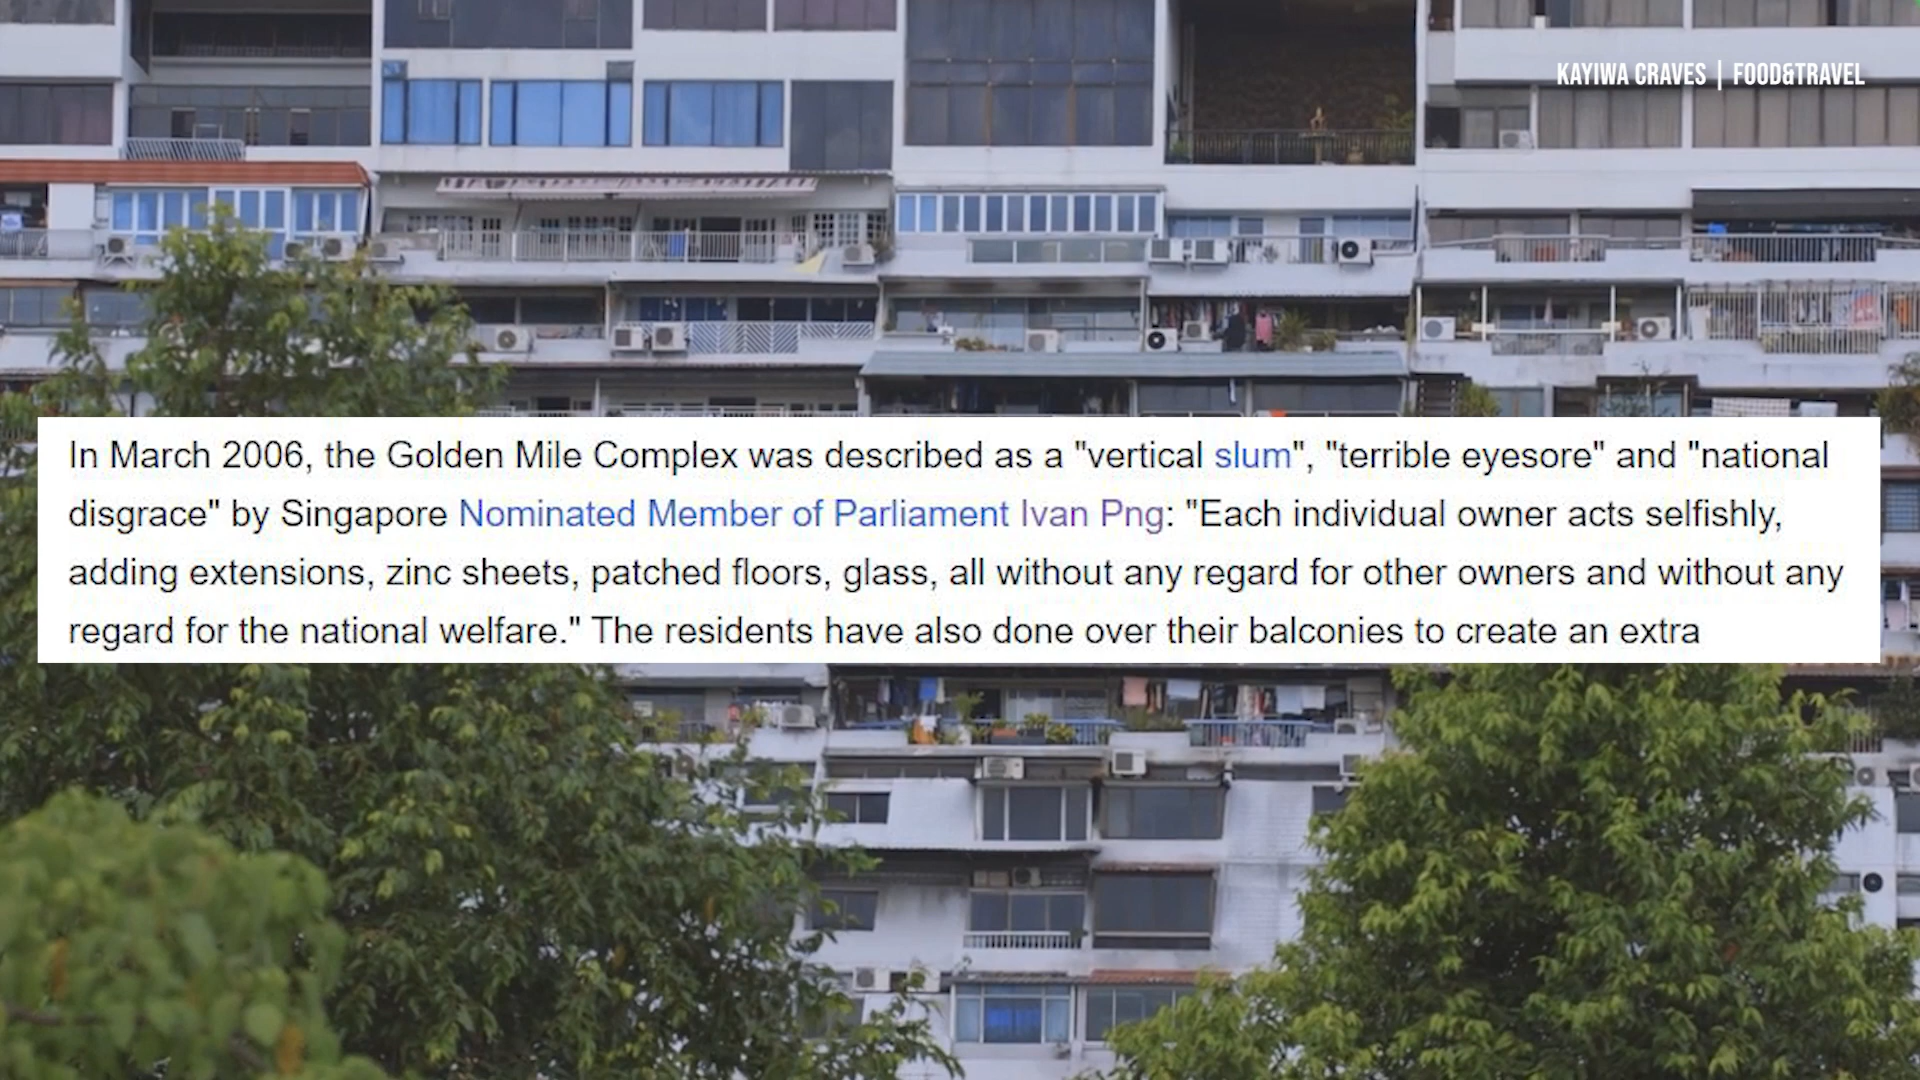 KAYIWA CRAVES | FOOD&TRAVEL
In March 2006, the Golden Mile Complex was described as a "vertical slum", "terrible eyesore" and "national
disgrace" by Singapore Nominated Member of Parliament Ivan Png: "Each individual owner acts selfishly,
adding extensions, zinc sheets, patched floors, glass, all without any regard for other owners and without any
regard for the national welfare." The residents have also done over their balconies to create an extra